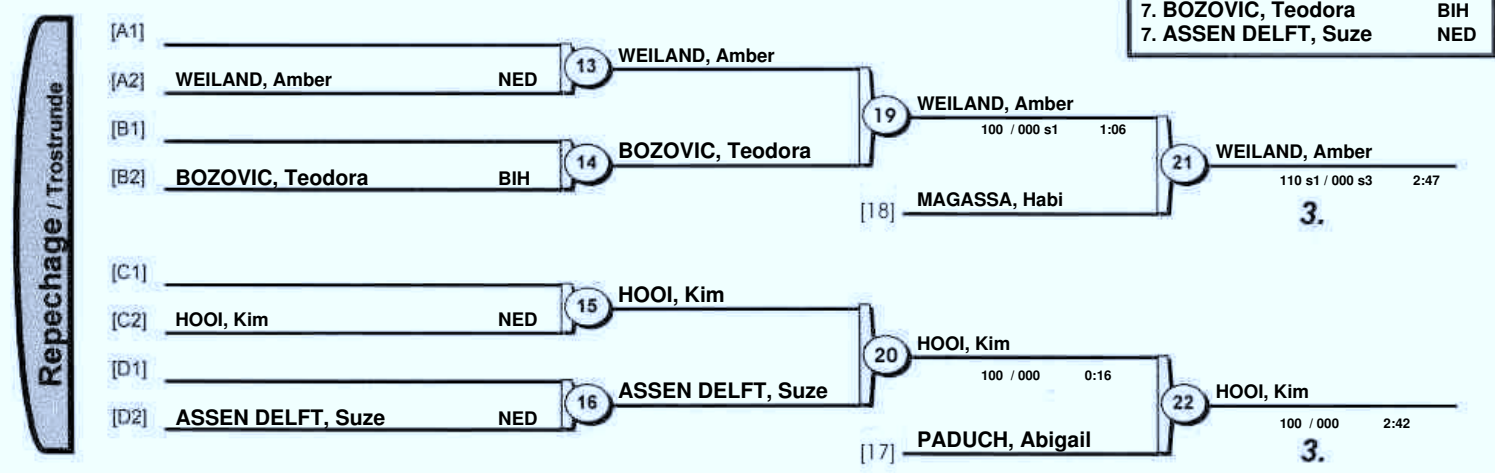 7. BOZOVIC, Teodora BIH
7. ASSEN DELFT, Suze NED
Repechage / Trostrunde
[A1]
[A2] WEILAND, Amber NED
13 WEILAND, Amber
[B1]
[B2] BOZOVIC, Teodora BIH
14 BOZOVIC, Teodora
19 WEILAND, Amber
100 / 000 s1 1:06
[18] MAGASSA, Habi
21 WEILAND, Amber
110 s1 / 000 s3 2:47
3.
[C1]
[C2] HOOI, Kim NED
15 HOOI, Kim
[D1]
[D2] ASSEN DELFT, Suze NED
16 ASSEN DELFT, Suze
20 HOOI, Kim
100 / 000 0:16
[17] PADUCH, Abigail
22 HOOI, Kim
100 / 000 2:42
3.